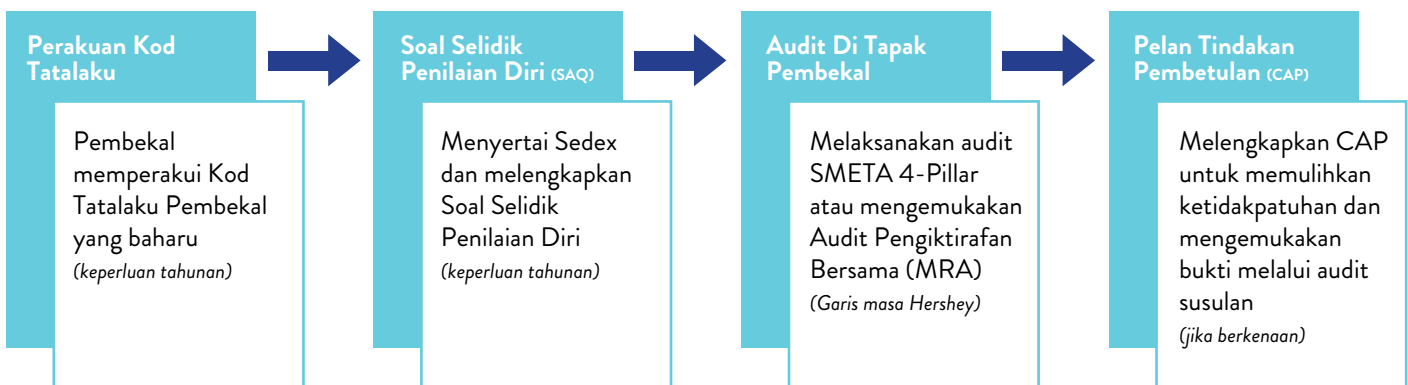 Perakuan Kod
Tatalaku
Pembekal
memperakui Kod
Tatalaku Pembekal
yang baharu
(keperluan tahunan)
Soal Selidik
Penilaian Diri (SAQ)
Menyertai Sedex
dan melengkapkan
Soal Selidik
Penilaian Diri
(keperluan tahunan)
Audit Di Tapak
Pembekal
Melaksanakan audit
SMETA 4-Pillar
atau mengemukakan
Audit Pengiktirafan
Bersama (MRA)
(Garis masa Hershey)
Pelan Tindakan
Pembetulan (CAP)
Melengkapkan CAP
untuk memulihkan
ketidakpatuhan dan
mengemukakan
bukti melalui audit
susulan
(jika berkenaan)